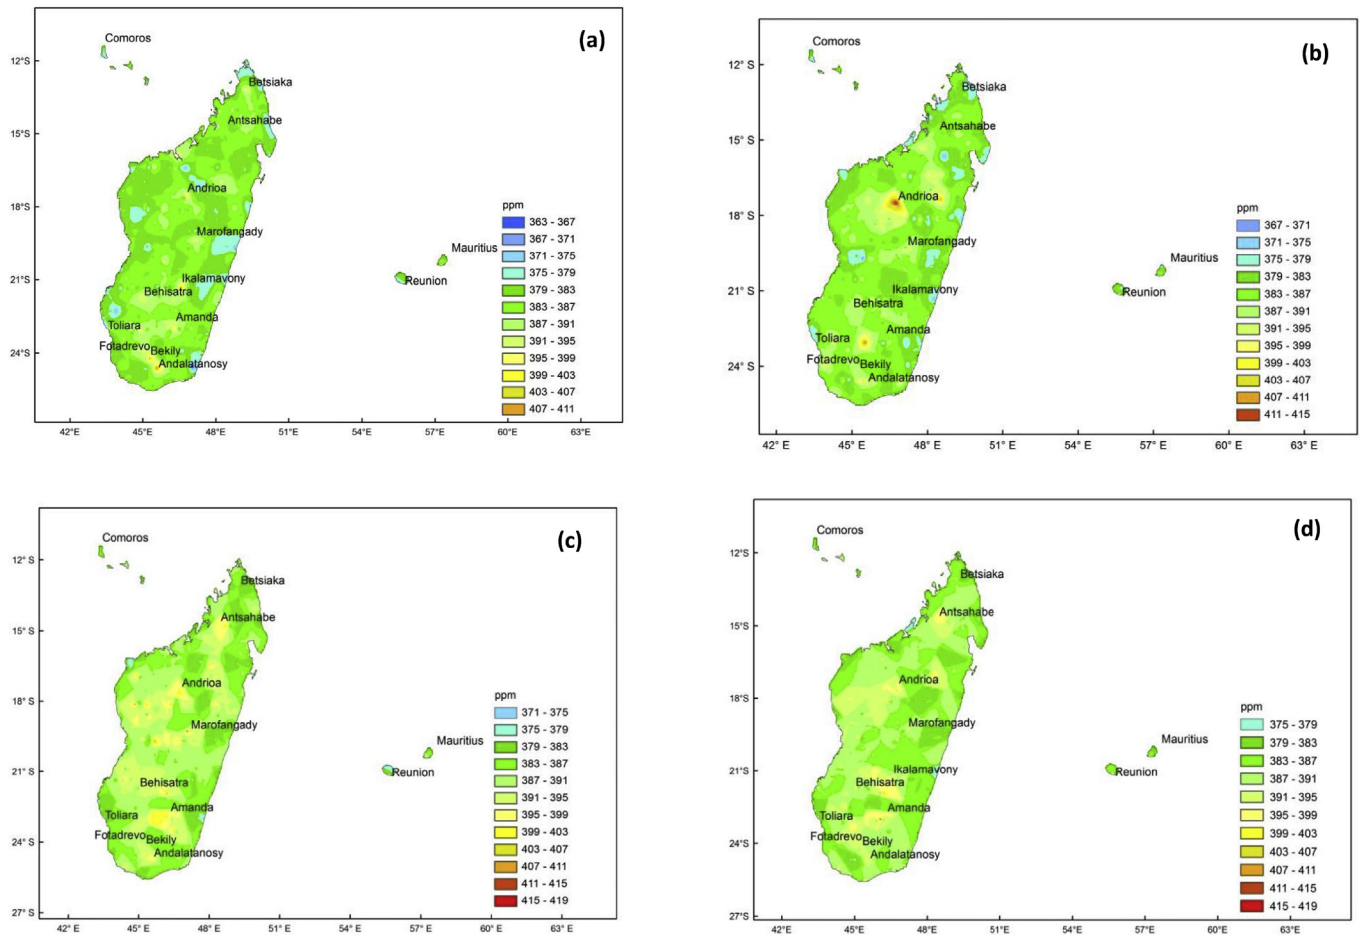 (a)
Comoros
12°S
Betsiaka
Antsahabe
15°S
Andrioa
18°S
ppm
363 - 367
367 - 371
371 - 375
375 - 379
379 - 383
383 - 387
387 - 391
391 - 395
395 - 399
399 - 403
403 - 407
407 - 411
Marofangady
Mauritius
21°S
Ikalamavony
Reunion
Behisatra
Amanda
Toliara
Fotadrevo
Bekily
24°S
Andalatanosy
42°E 45°E 48°E 51°E 54°E 57°E 60°E 63°E
(b)
Comoros
12° S
Betsiaka
Antsahabe
15° S
Andrioa
18° S
ppm
367 - 371
371 - 375
375 - 379
379 - 383
383 - 387
387 - 391
391 - 395
395 - 399
399 - 403
403 - 407
407 - 411
411 - 415
Marofangady
Mauritius
21° S
Ikalamavony
Reunion
Behisatra
Amanda
Toliara
Fotadrevo
Bekily
24° S
Andalatanosy
42° E 45° E 48° E 51° E 54° E 57° E 60° E 63° E
(c)
Comoros
12° S
Betsiaka
Antsahabe
15° S
Andrioa
18° S
ppm
371 - 375
375 - 379
379 - 383
383 - 387
387 - 391
391 - 395
395 - 399
399 - 403
403 - 407
407 - 411
411 - 415
415 - 419
Marofangady
Mauritius
21° S
Reunion
Behisatra
Amanda
Toliara
Fotadrevo
Bekily
24° S
Andalatanosy
27° S
42° E 45° E 48° E 51° E 54° E 57° E 60° E 63° E
(d)
Comoros
12°S
Betsiaka
Antsahabe
15°S
Andrioa
18°S
ppm
375 - 379
379 - 383
383 - 387
387 - 391
391 - 395
395 - 399
399 - 403
403 - 407
407 - 411
411 - 415
415 - 419
Marofangady
Mauritius
21°S
Ikalamavony
Reunion
Behisatra
Amanda
Toliara
Fotadrevo
Bekily
24°S
Andalatanosy
27°S
42° E 45° E 48° E 51° E 54° E 57° E 60° E 63° E